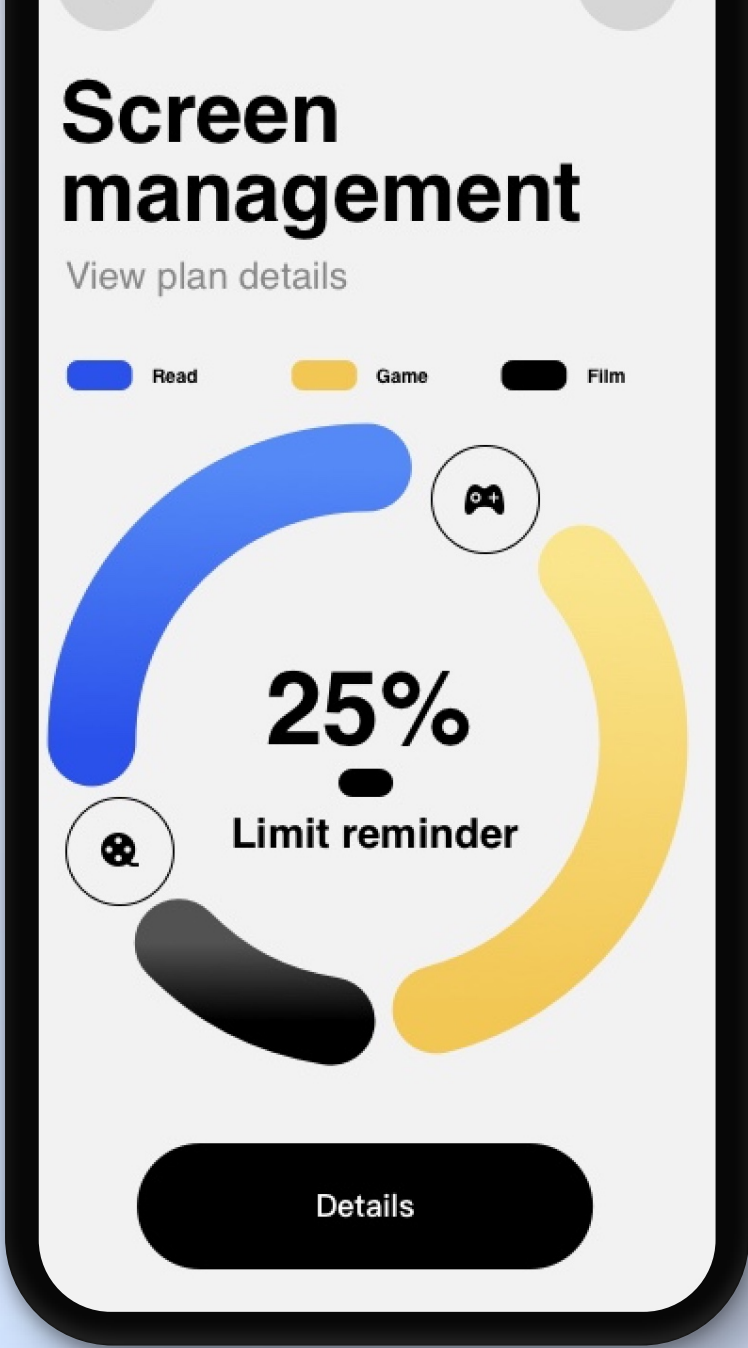 Screen
management
View plan details
Read Game Film
25%
Limit reminder
Details